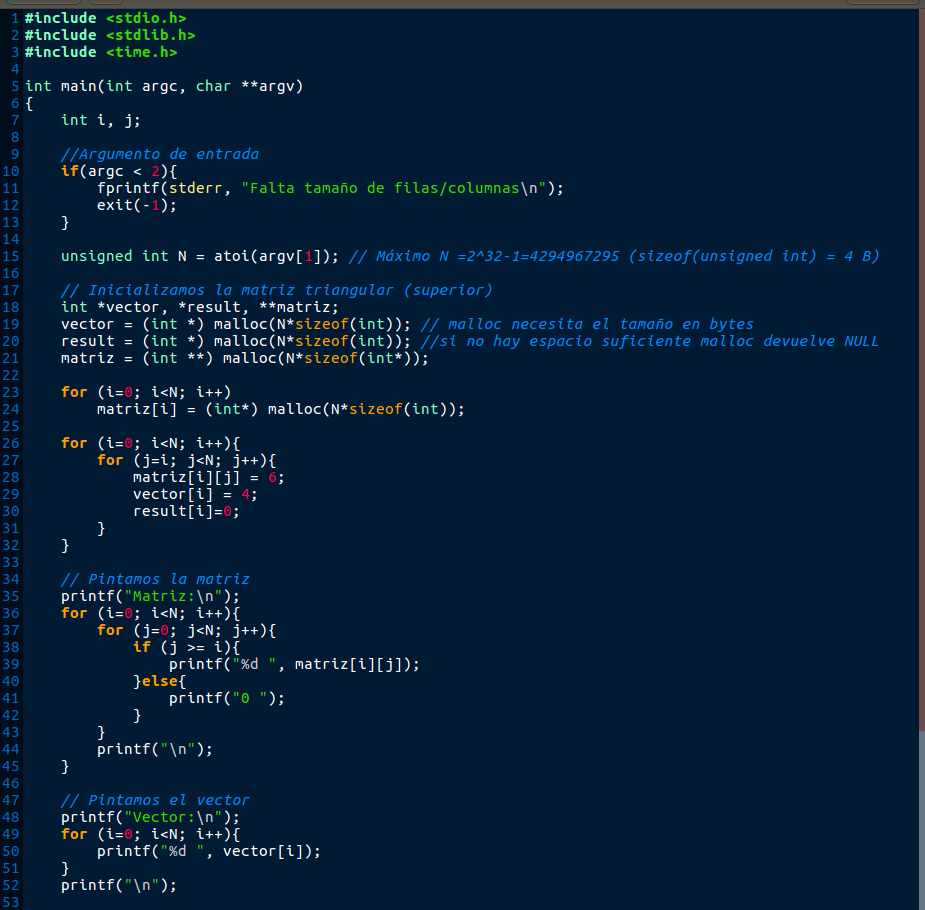 1 #include <stdio.h>
2 #include <stdlib.h>
3 #include <time.h>
4
5 int main(int argc, char **argv)
6 {
7     int i, j;
8
9     //Argumento de entrada
10     if(argc < 2){
11         fprintf(stderr, "Falta tamaño de filas/columnas\n");
12         exit(-1);
13     }
14
15     unsigned int N = atoi(argv[1]); // Máximo N =2^32-1=4294967295 (sizeof(unsigned int) = 4 B)
16
17     // Inicializamos la matriz triangular (superior)
18     int *vector, *result, **matriz;
19     vector = (int *) malloc(N*sizeof(int)); // malloc necesita el tamaño en bytes
20     result = (int *) malloc(N*sizeof(int)); //si no hay espacio suficiente malloc devuelve NULL
21     matriz = (int **) malloc(N*sizeof(int*));
22
23     for (i=0; i<N; i++)
24         matriz[i] = (int*) malloc(N*sizeof(int));
25
26     for (i=0; i<N; i++){
27         for (j=i; j<N; j++){
28             matriz[i][j] = 6;
29             vector[i] = 4;
30             result[i]=0;
31         }
32     }
33
34     // Pintamos la matriz
35     printf("Matriz:\n");
36     for (i=0; i<N; i++){
37         for (j=0; j<N; j++){
38             if (j >= i){
39                 printf("%d ", matriz[i][j]);
40             }else{
41                 printf("0 ");
42             }
43         }
44         printf("\n");
45     }
46
47     // Pintamos el vector
48     printf("Vector:\n");
49     for (i=0; i<N; i++){
50         printf("%d ", vector[i]);
51     }
52     printf("\n");
53